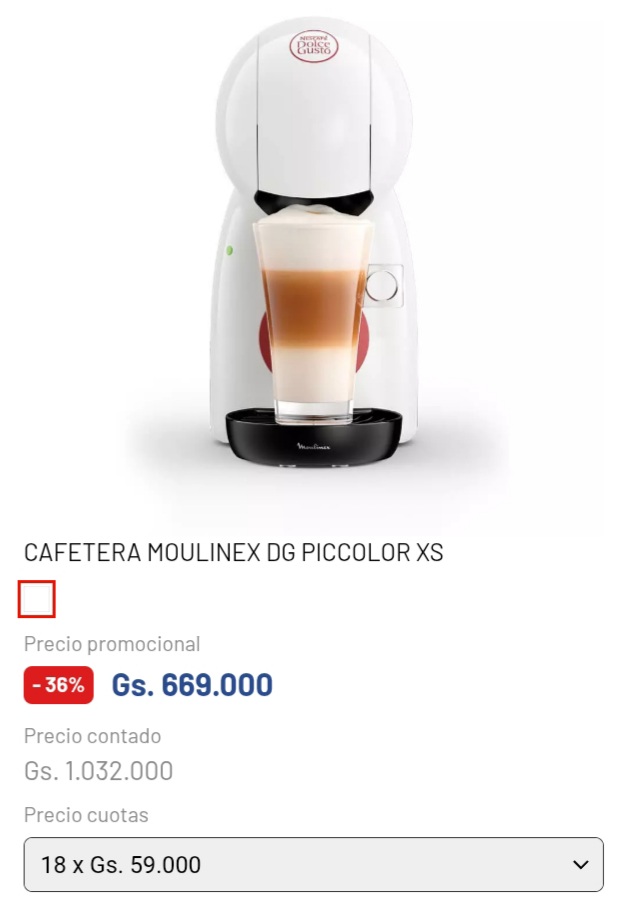 NESCAFÉ
Dolce
Gusto
Moulinex
CAFETERA MOULINEX DG PICCOLOR XS
Precio promocional
- 36% Gs. 669.000
Precio contado
Gs. 1.032.000
Precio cuotas
18 x Gs. 59.000